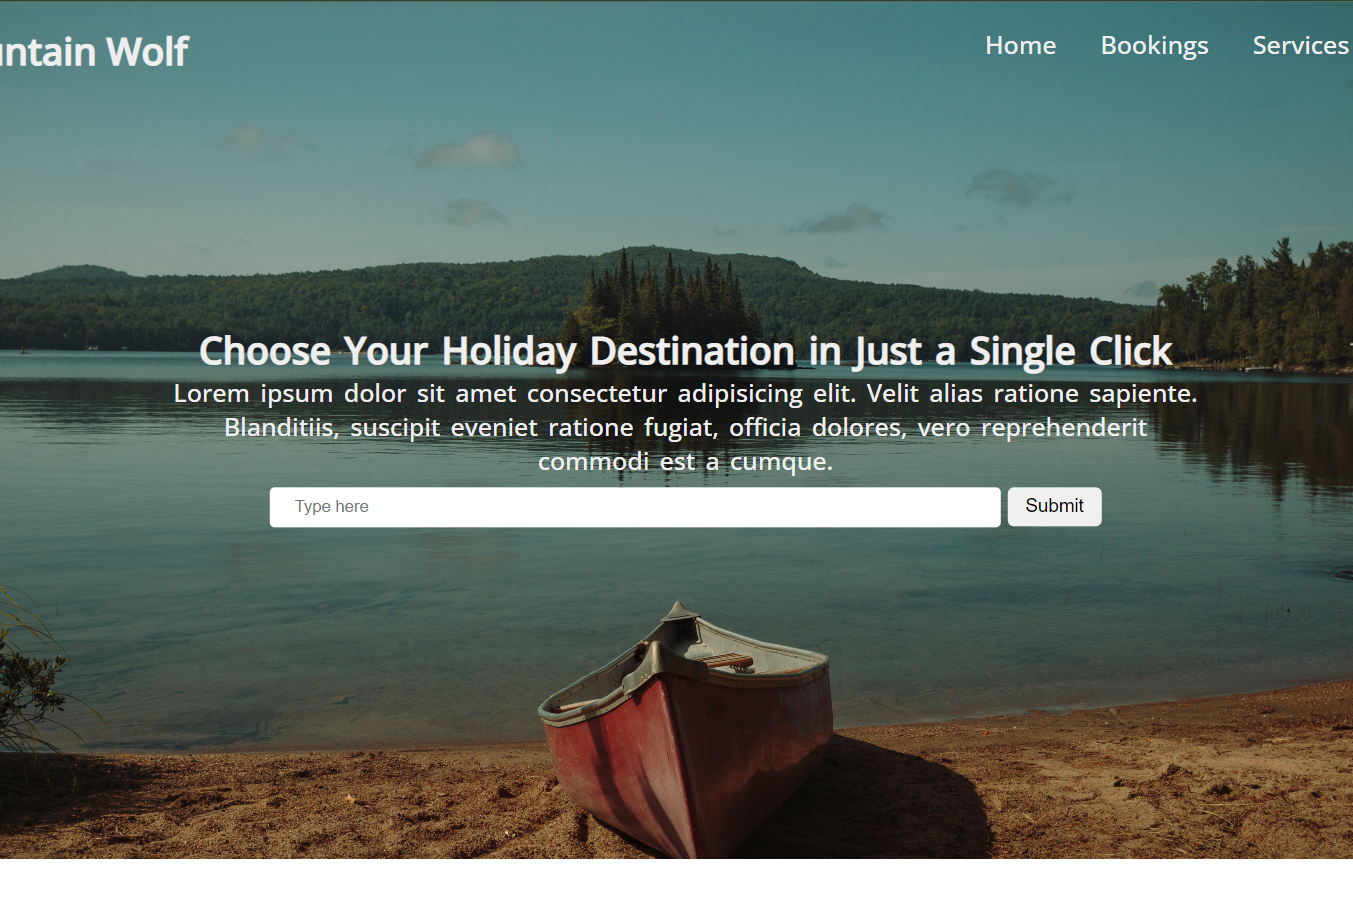 Wolf
Home Bookings Services
Choose Your Holiday Destination in Just a Single Click
Lorem ipsum dolor sit amet consectetur adipisicing elit. Velit alias ratione sapiente.
Blanditiis, suscipit eveniet ratione fugiat, officia dolores, vero reprehenderit
commodi est a cumque.
Type here
Submit